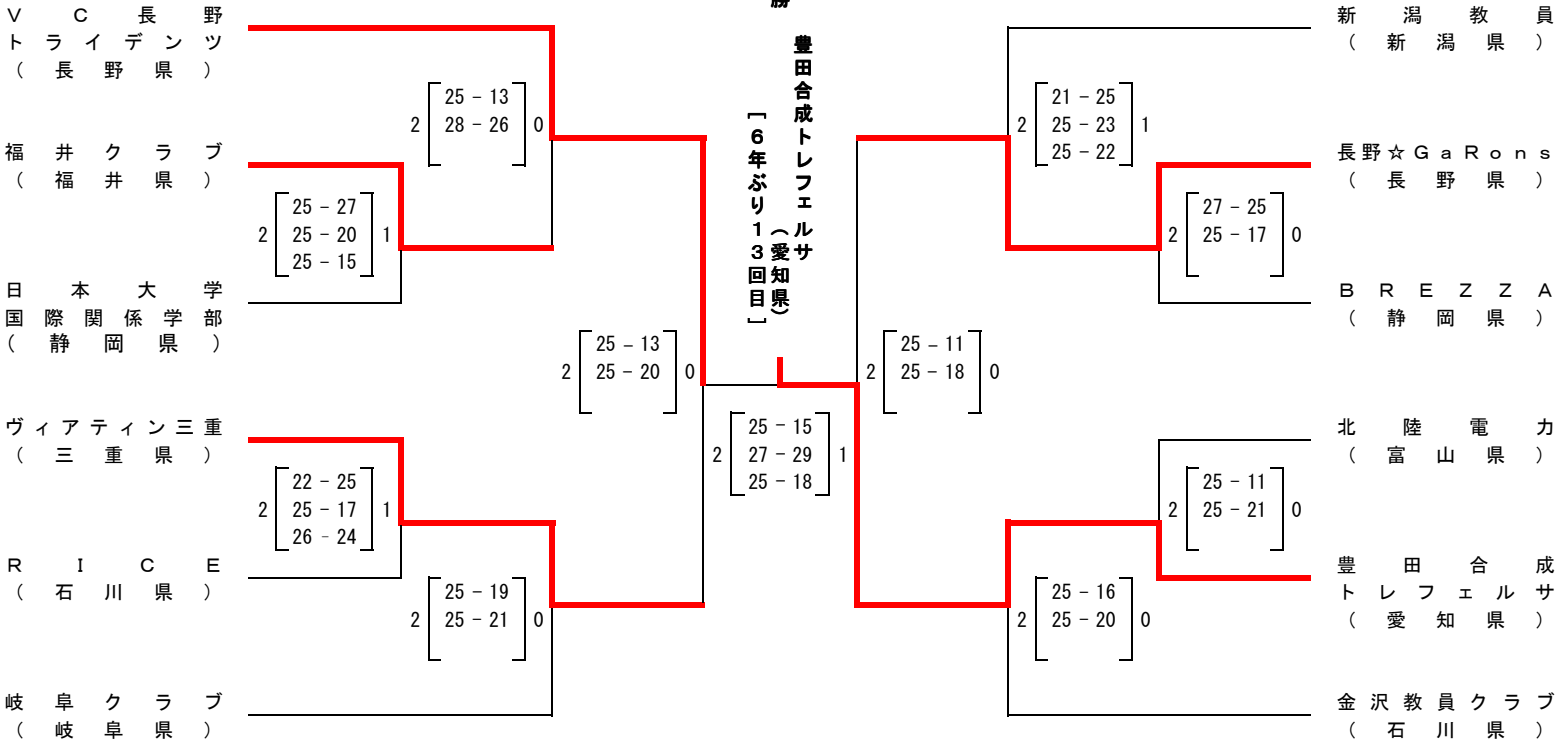 勝
豊田合成トレフェルサ
（愛知県）
［６年ぶり１３回目］
ＶＣ長野
トライデンツ
（長野県）
2
25 － 13
28 － 26
0
福井クラブ
（福井県）
2
25 － 27
25 － 20
25 － 15
1
日本大学
国際関係学部
（静岡県）
2
25 － 13
25 － 20
0
ヴィアティン三重
（三重県）
2
22 － 25
25 － 17
26 － 24
1
ＲＩＣＥ
（石川県）
2
25 － 19
25 － 21
0
岐阜クラブ
（岐阜県）
2
25 － 15
27 － 29
25 － 18
1
新潟教員
（新潟県）
2
21 － 25
25 － 23
25 － 22
1
長野☆ＧａＲｏｎｓ
（長野県）
2
27 － 25
25 － 17
0
ＢＲＥＺＺＡ
（静岡県）
2
25 － 11
25 － 18
0
北陸電力
（富山県）
2
25 － 11
25 － 21
0
豊田合成
トレフェルサ
（愛知県）
2
25 － 16
25 － 20
0
金沢教員クラブ
（石川県）